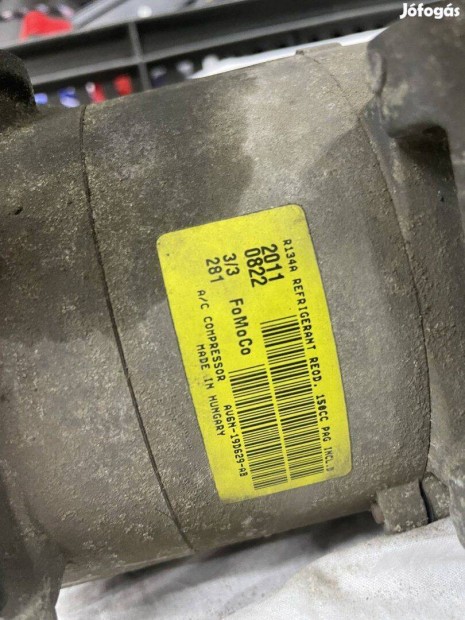 Jófogás
R134A REFRIGERANT REOD. 150CC PAG INCL.
2011
0822
3/3
281
FoMoCo
A/C COMPRESSOR AV6N-19D629-AB
MADE IN HUNGARY